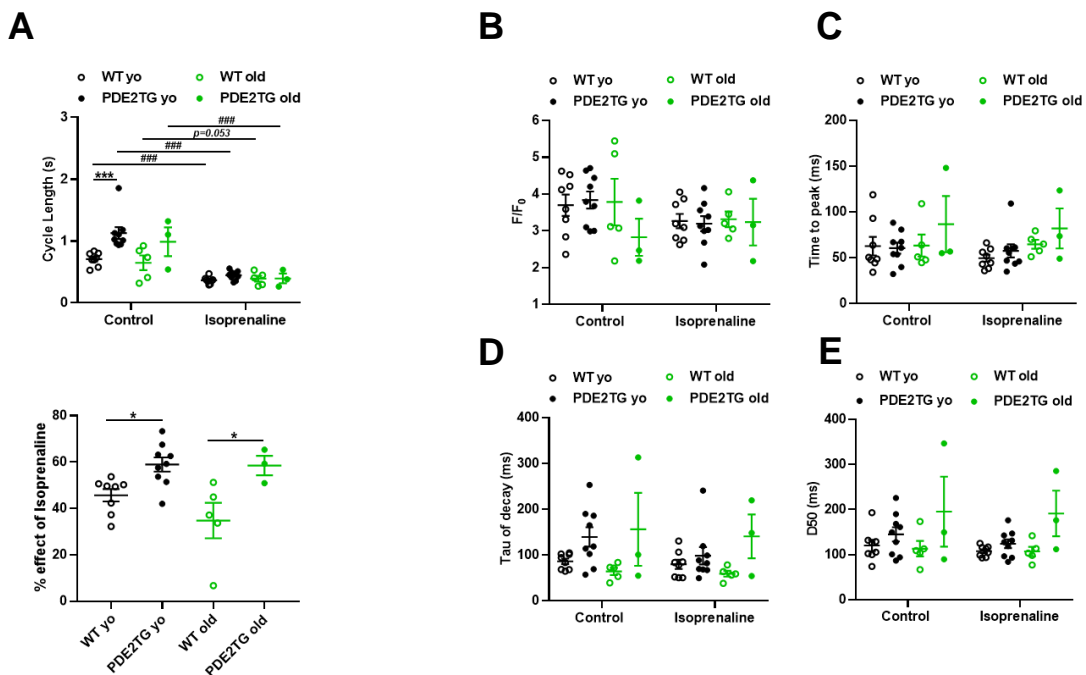 A
WT yo
WT old
PDE2TG yo
PDE2TG old
###
p=0.053
###
###
***
Cycle Length (s)
3
2
1
0
Control
Isoprenaline
*
*
% effect of Isoprenaline
80
60
40
20
0
WT yo
PDE2TG yo
WT old
PDE2TG old
B
WT yo
WT old
PDE2TG yo
PDE2TG old
F/F0
6
5
4
3
2
1
Control
Isoprenaline
C
WT yo
WT old
PDE2TG yo
PDE2TG old
Time to peak (ms)
200
150
100
50
0
Control
Isoprenaline
D
WT yo
WT old
PDE2TG yo
PDE2TG old
Tau of decay (ms)
400
300
200
100
0
Control
Isoprenaline
E
WT yo
WT old
PDE2TG yo
PDE2TG old
D50 (ms)
400
300
200
100
0
Control
Isoprenaline